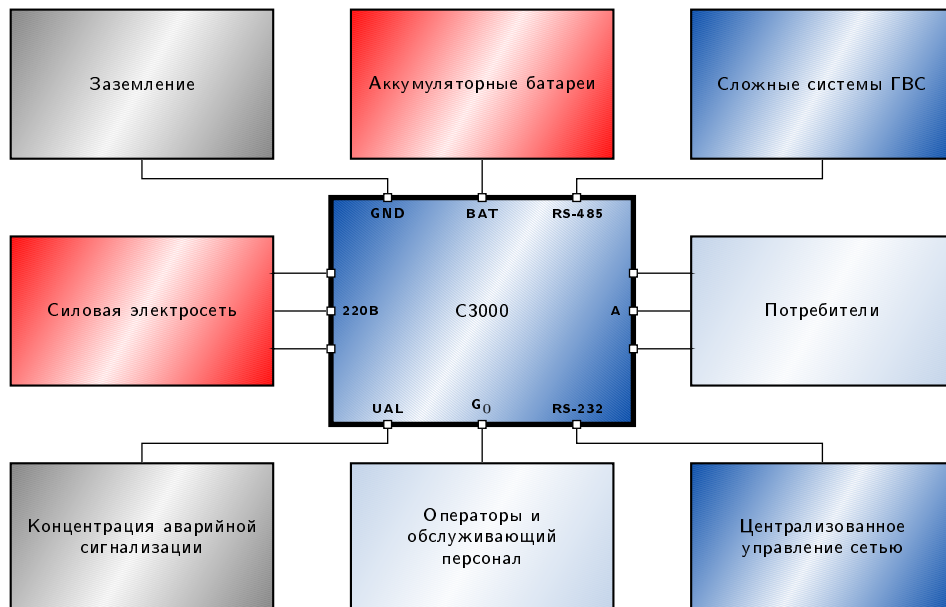 Заземление
Аккумуляторные батареи
Сложные системы ГВС
GND
BAT
RS-485
Силовая электросеть
220В
С3000
A
Потребители
UAL
G0
RS-232
Концентрация аварийной
сигнализации
Операторы и
обслуживающий
персонал
Централизованное
управление сетью